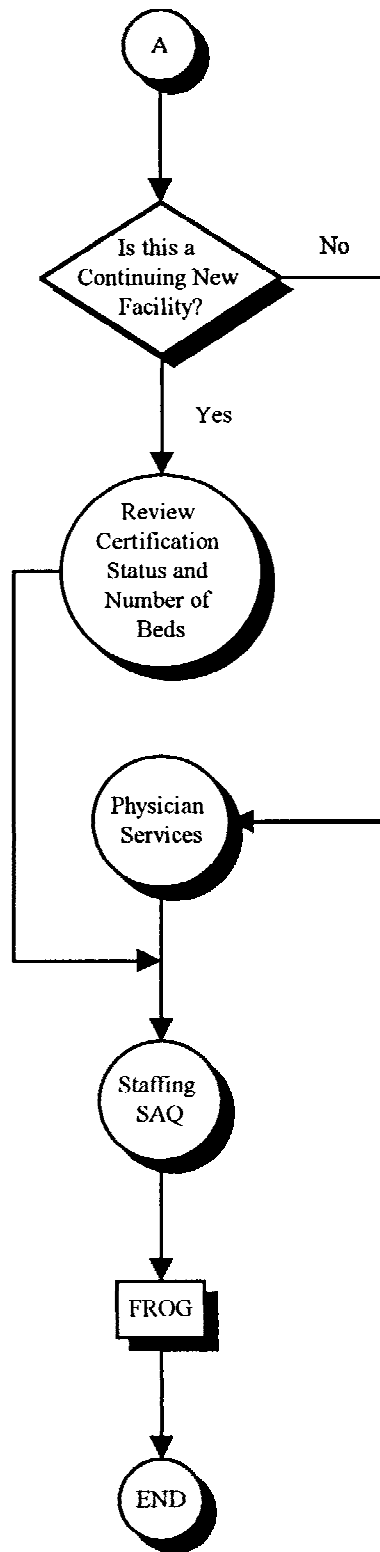 A
Is this a
Continuing New
Facility?
No
Yes
Review
Certification
Status and
Number of
Beds
Physician
Services
Staffing
SAQ
FROG
END